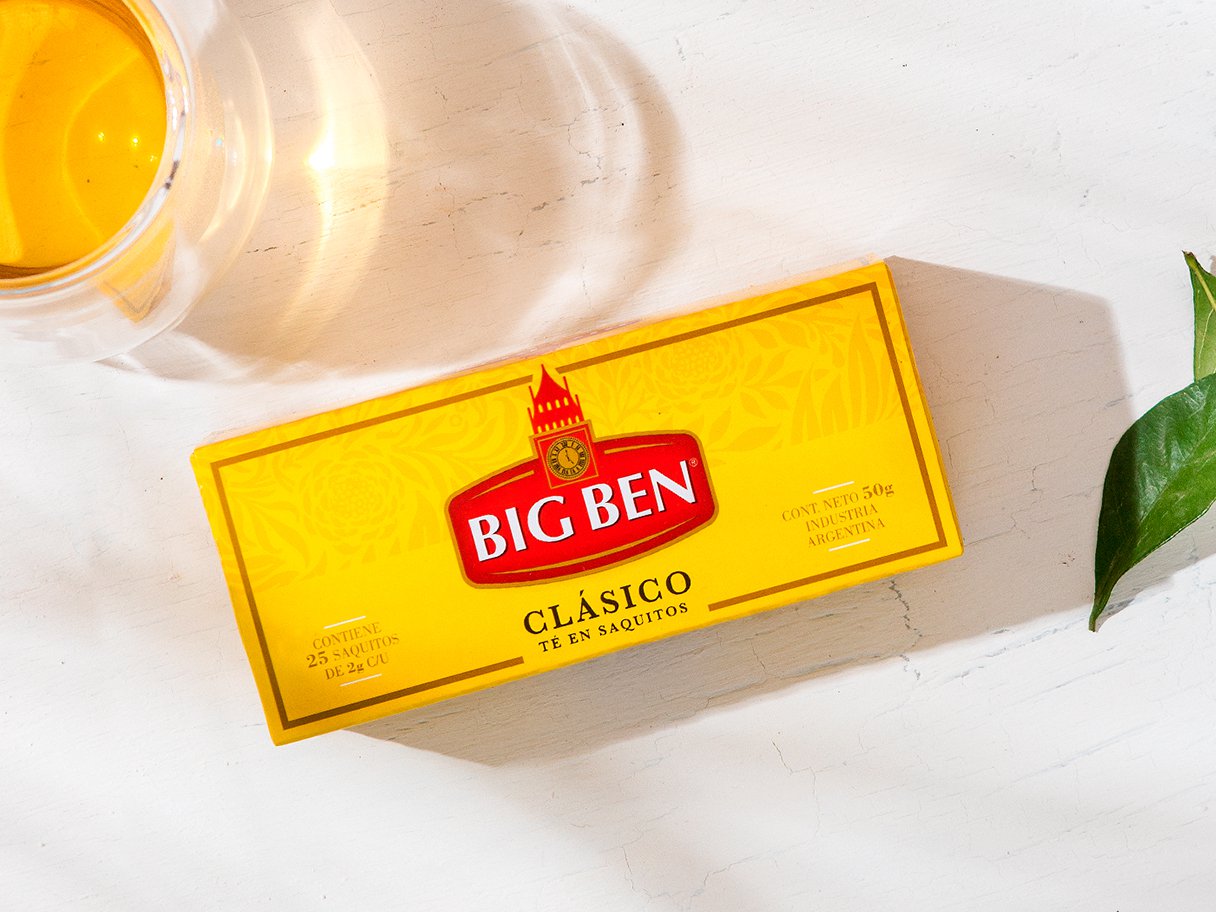 BIG BEN®
CLÁSICO
TÉ EN SAQUITOS
CONTIENE
25 SAQUITOS
DE 2g C/U
CONT. NETO 50g
INDUSTRIA
ARGENTINA